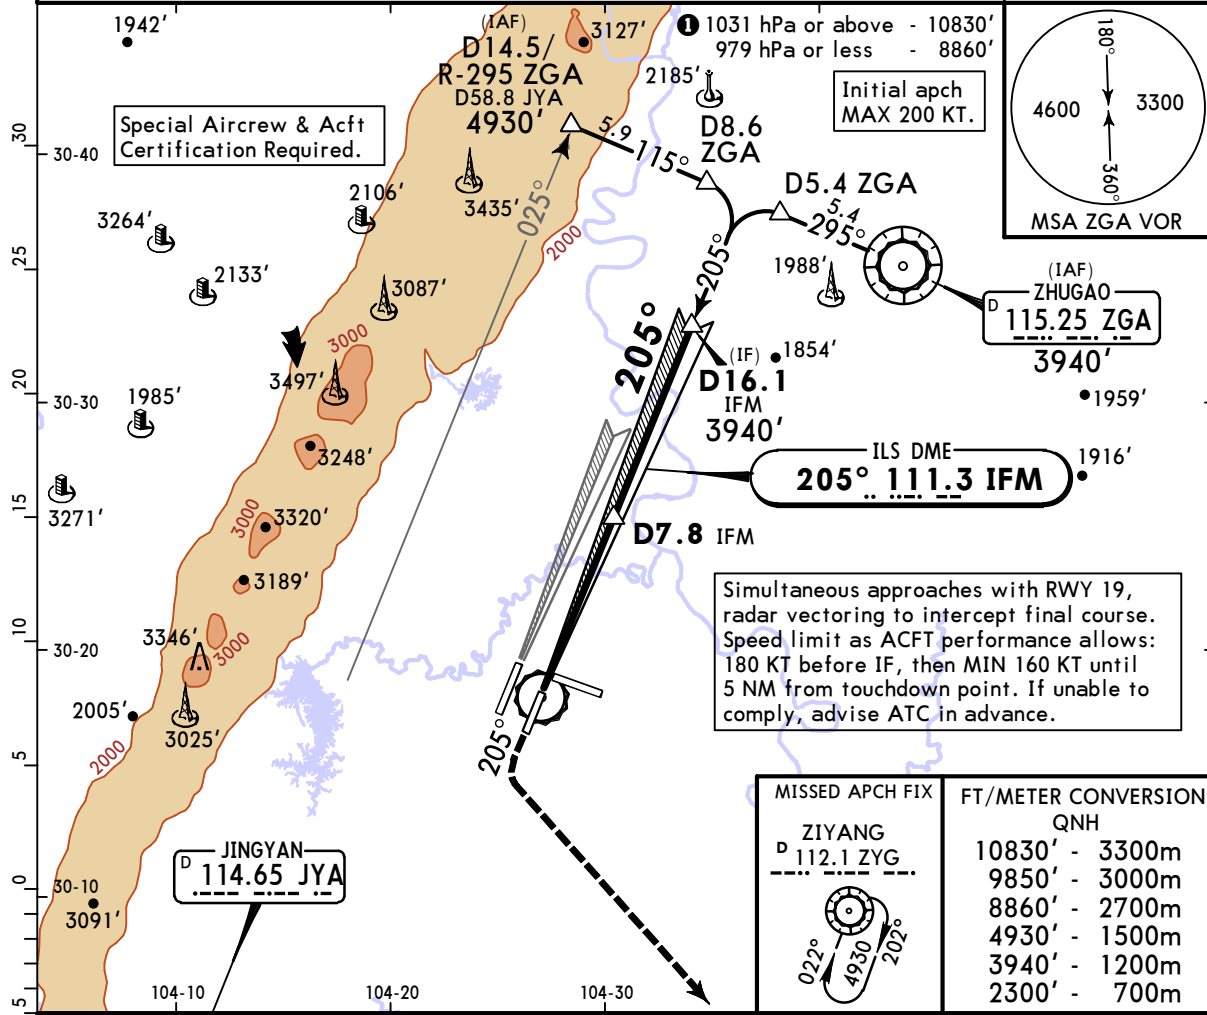 1942'
(IAF)
D14.5/
R-295 ZGA
D58.8 JYA
4930'
3127'
❶ 1031 hPa or above - 10830'
979 hPa or less - 8860'
2185'
Initial apch
MAX 200 KT.
180°
360°
4600
3300
MSA ZGA VOR
Special Aircrew & Acft
Certification Required.
30
30-40
5.9
115°
D8.6
ZGA
D5.4 ZGA
5.4
295°
2106'
3435'
025°
3264'
2000
205°
25
2133'
3087'
1988'
(IAF)
ZHUGAO
D 115.25 ZGA
3940'
3000
205°
3497'
(IF)
D16.1
IFM
3940'
1854'
20
30-30
1985'
1959'
3248'
ILS DME
205° 111.3 IFM
1916'
15
3271'
3000
3320'
D7.8 IFM
3189'
Simultaneous approaches with RWY 19,
radar vectoring to intercept final course.
Speed limit as ACFT performance allows:
180 KT before IF, then MIN 160 KT until
5 NM from touchdown point. If unable to
comply, advise ATC in advance.
10
30-20
3346'
3000
2005'
3025'
2000
205°
5
JINGYAN
D 114.65 JYA
0
30-10
3091'
5
104-10
104-20
104-30
MISSED APCH FIX
ZIYANG
D 112.1 ZYG
022°
4930
202°
FT/METER CONVERSION
QNH
10830' - 3300m
9850' - 3000m
8860' - 2700m
4930' - 1500m
3940' - 1200m
2300' - 700m